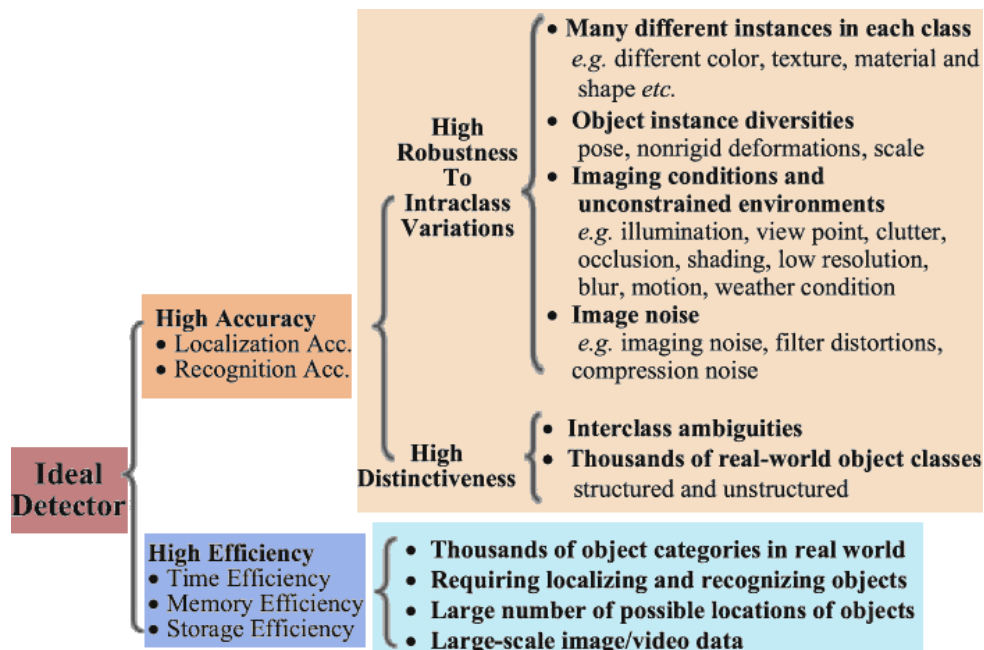 Ideal
Detector
High Accuracy
• Localization Acc.
• Recognition Acc.
High
Robustness
To
Intraclass
Variations
• Many different instances in each class
e.g. different color, texture, material and
shape etc.
• Object instance diversities
pose, nonrigid deformations, scale
• Imaging conditions and
unconstrained environments
e.g. illumination, view point, clutter,
occlusion, shading, low resolution,
blur, motion, weather condition
• Image noise
e.g. imaging noise, filter distortions,
compression noise
High
Distinctiveness
• Interclass ambiguities
• Thousands of real-world object classes
structured and unstructured
High Efficiency
• Time Efficiency
• Memory Efficiency
• Storage Efficiency
• Thousands of object categories in real world
• Requiring localizing and recognizing objects
• Large number of possible locations of objects
• Large-scale image/video data